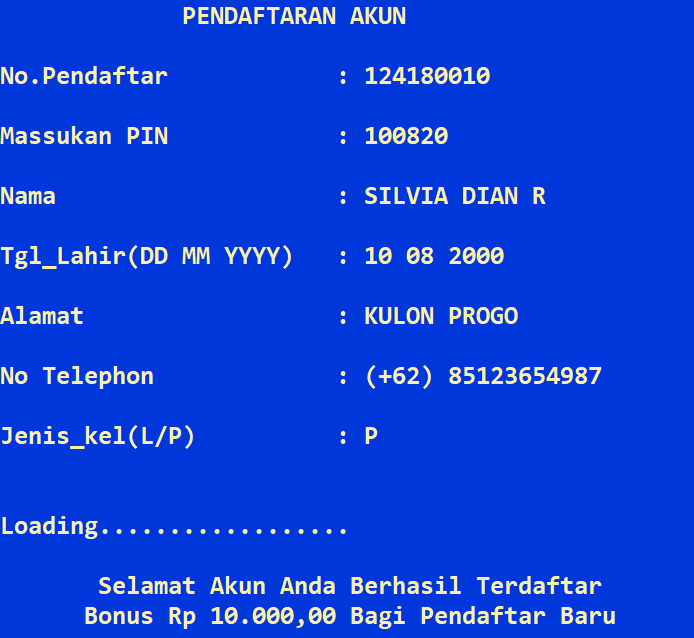 PENDAFTARAN AKUN
No.Pendaftar : 124180010
Massukan PIN : 100820
Nama : SILVIA DIAN R
Tgl_Lahir(DD MM YYYY) : 10 08 2000
Alamat : KULON PROGO
No Telephon : (+62) 85123654987
Jenis_kel(L/P) : P
Loading..................
Selamat Akun Anda Berhasil Terdaftar
Bonus Rp 10.000,00 Bagi Pendaftar Baru